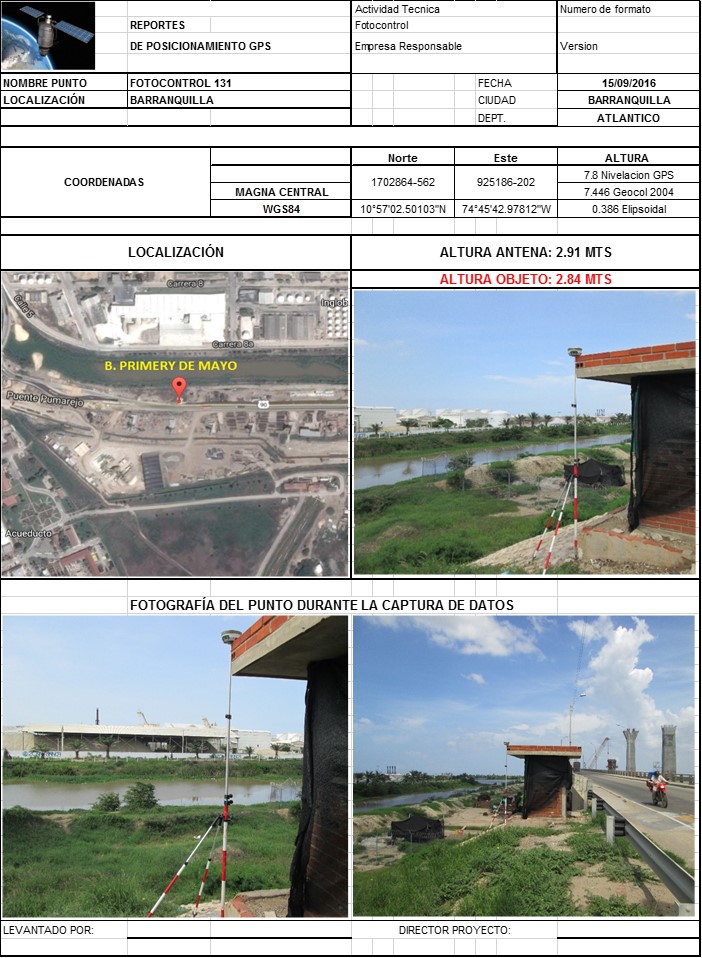 Actividad Tecnica
Numero de formato
REPORTES
Fotocontrol
DE POSICIONAMIENTO GPS
Empresa Responsable
Version
NOMBRE PUNTO
FOTOCONTROL 131
FECHA
15/09/2016
LOCALIZACIÓN
BARRANQUILLA
CIUDAD
BARRANQUILLA
DEPT.
ATLANTICO
COORDENADAS
Norte
Este
ALTURA
7.8 Nivelacion GPS
MAGNA CENTRAL
1702864-562
925186-202
7.446 Geocol 2004
WGS84
10°57'02.50103"N
74°45'42.97812"W
0.386 Elipsoidal
LOCALIZACIÓN
ALTURA ANTENA: 2.91 MTS
ALTURA OBJETO: 2.84 MTS
Carrera 8
Calle 5
Inglob
Carrera 8a
B. PRIMERY DE MAYO
Puente Pumarejo
90
Acueducto
FOTOGRAFÍA DEL PUNTO DURANTE LA CAPTURA DE DATOS
LEVANTADO POR:
DIRECTOR PROYECTO: